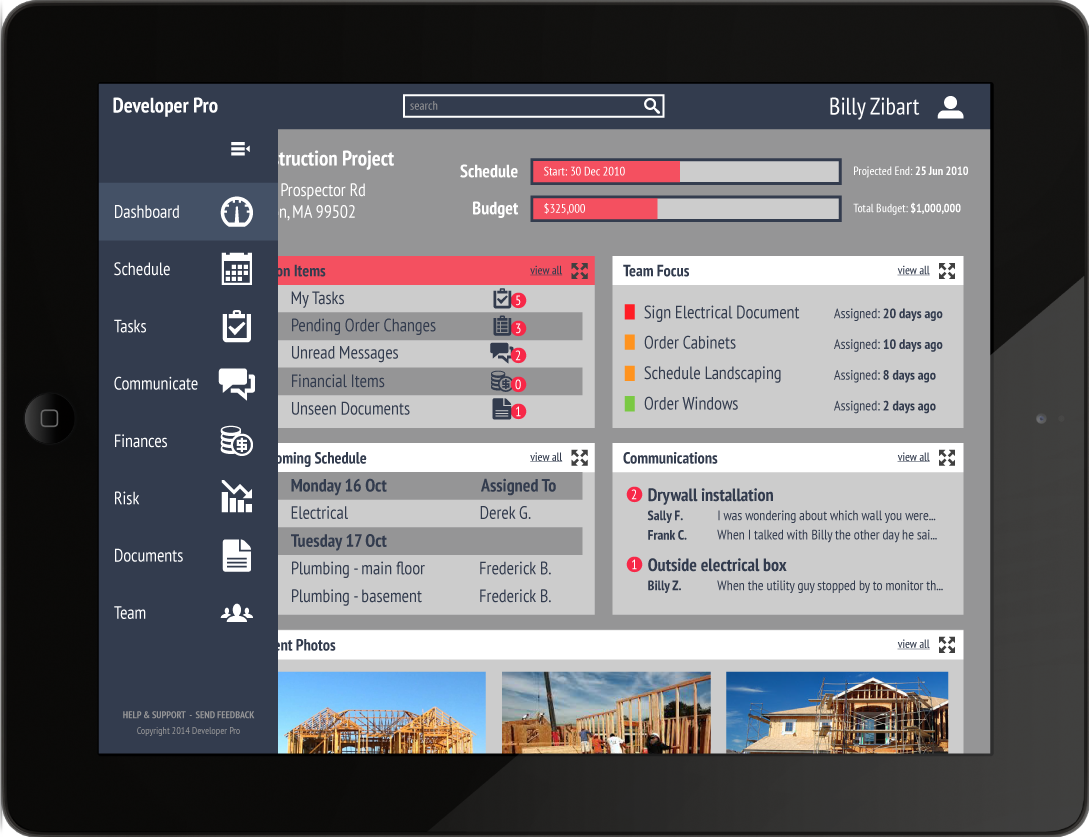 Developer Pro
search
Billy Zibart
Dashboard
Schedule
Tasks
Communicate
Finances
Risk
Documents
Team
HELP & SUPPORT - SEND FEEDBACK
Copyright 2014 Developer Pro
struction Project
Prospector Rd
n, MA 99502
Schedule
Start: 30 Dec 2010
Projected End: 25 Jun 2010
Budget
$325,000
Total Budget: $1,000,000
on Items
view all
My Tasks 5
Pending Order Changes 3
Unread Messages 2
Financial Items 0
Unseen Documents 1
Team Focus
view all
Sign Electrical Document Assigned: 20 days ago
Order Cabinets Assigned: 10 days ago
Schedule Landscaping Assigned: 8 days ago
Order Windows Assigned: 2 days ago
oming Schedule
view all
Monday 16 Oct Assigned To
Electrical Derek G.
Tuesday 17 Oct
Plumbing - main floor Frederick B.
Plumbing - basement Frederick B.
Communications
view all
2 Drywall installation
Sally F. I was wondering about which wall you were...
Frank C. When I talked with Billy the other day he sai...
1 Outside electrical box
Billy Z. When the utility guy stopped by to monitor th...
ent Photos
view all